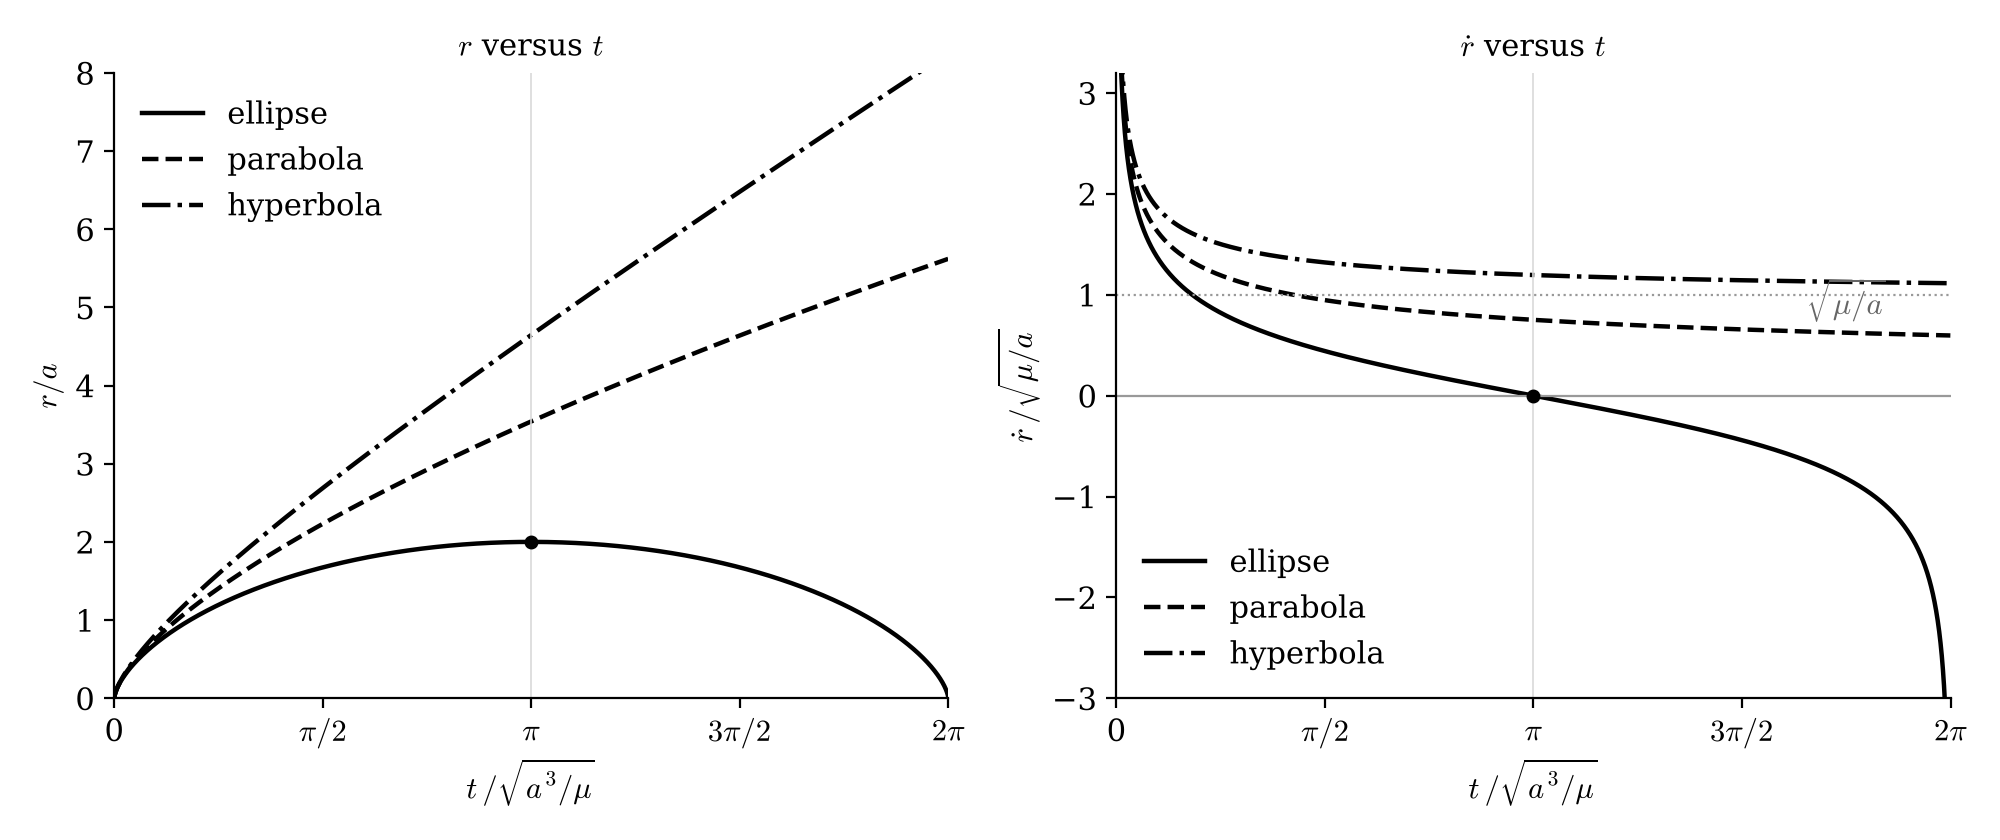 r versus t
8
7
6
5
4
3
2
1
0
r/a
ellipse
parabola
hyperbola
0 π/2 π 3π/2 2π
t/√a³/μ
ṙ versus t
3
2
1
0
−1
−2
−3
ṙ/√μ/a
√μ/a
ellipse
parabola
hyperbola
0 π/2 π 3π/2 2π
t/√a³/μ